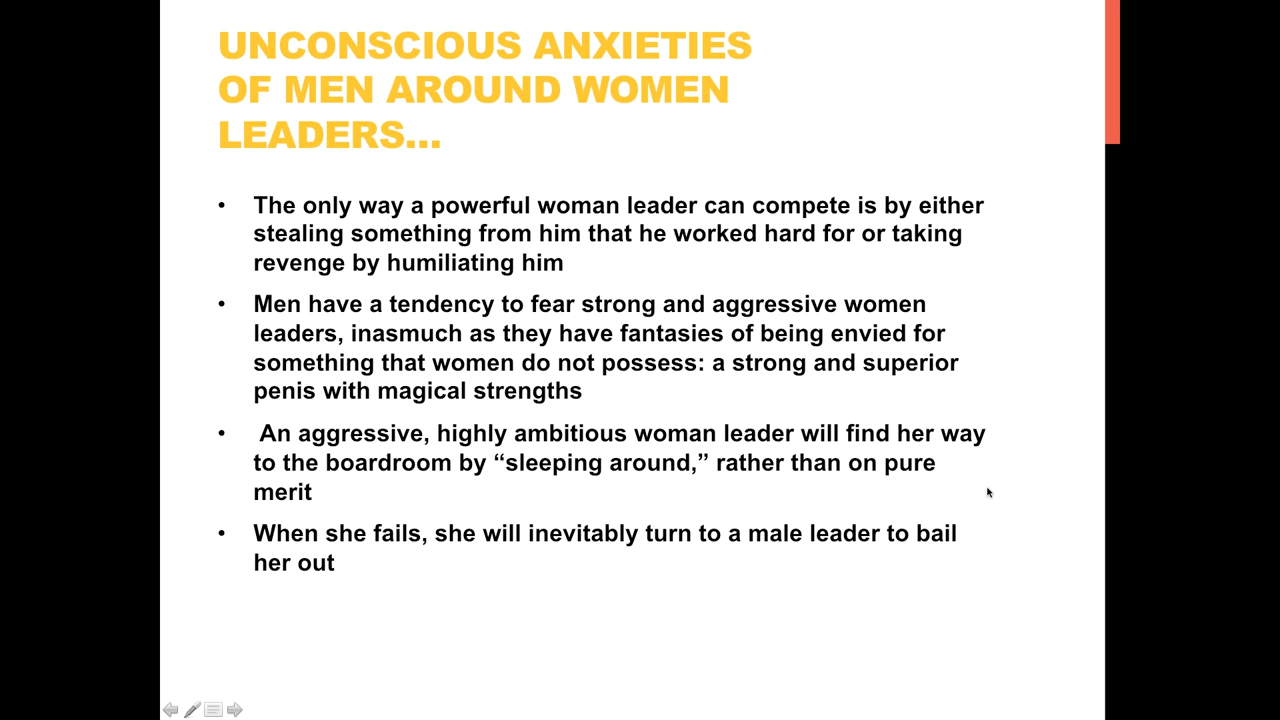 UNCONSCIOUS ANXIETIES
OF MEN AROUND WOMEN
LEADERS...
• The only way a powerful woman leader can compete is by either
stealing something from him that he worked hard for or taking
revenge by humiliating him
• Men have a tendency to fear strong and aggressive women
leaders, inasmuch as they have fantasies of being envied for
something that women do not possess: a strong and superior
penis with magical strengths
• An aggressive, highly ambitious woman leader will find her way
to the boardroom by “sleeping around,” rather than on pure
merit
• When she fails, she will inevitably turn to a male leader to bail
her out